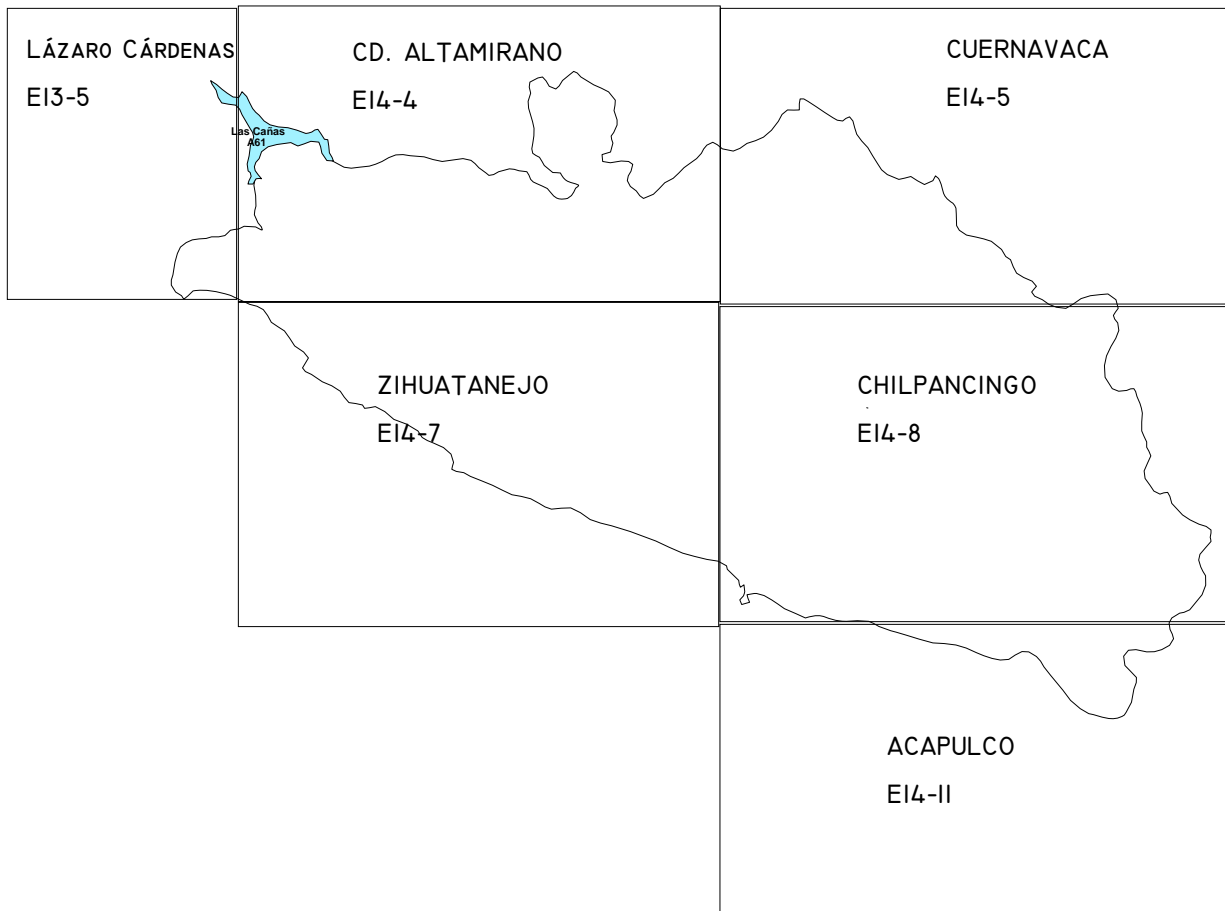 LÁZARO CÁRDENAS
E13-5
CD. ALTAMIRANO
E14-4
CUERNAVACA
E14-5
Las Cañas
A61
ZIHUATANEJO
E14-7
CHILPANCINGO
E14-8
ACAPULCO
E14-11